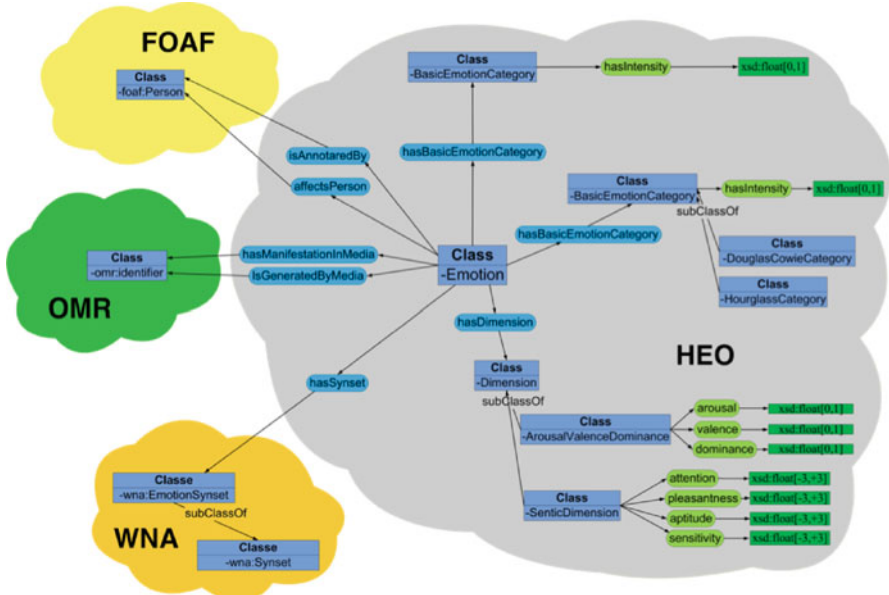 FOAF
Class
-foaf:Person
isAnnotaredBy
affectsPerson
OMR
Class
-omr:identifier
hasManifestationInMedia
IsGeneratedByMedia
WNA
Classe
-wna:EmotionSynset
subClassOf
Classe
-wna:Synset
hasSynset
HEO
Class
-Emotion
hasBasicEmotionCategory
Class
-BasicEmotionCategory
hasIntensity
xsd:float[0,1]
hasBasicEmotionCategory
Class
-BasicEmotionCategory
hasIntensity
xsd:float[0,1]
subClassOf
Class
-DouglasCowieCategory
Class
-HourglassCategory
hasDimension
Class
-Dimension
subClassOf
Class
-ArousalValenceDominance
arousal
xsd:float[0,1]
valence
xsd:float[0,1]
dominance
xsd:float[0,1]
Class
-SenticDimension
attention
xsd:float[-3,+3]
pleasantness
xsd:float[-3,+3]
aptitude
xsd:float[-3,+3]
sensitivity
xsd:float[-3,+3]